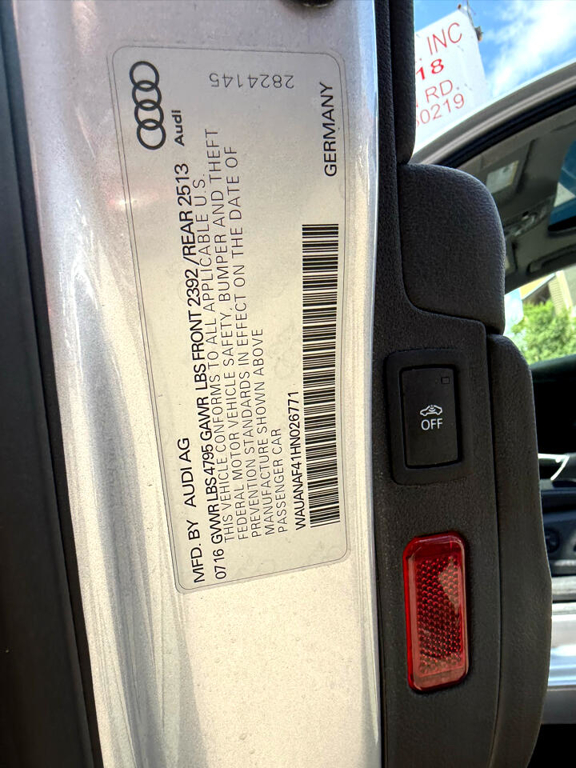 MFD. BY AUDI AG
0716 GVWR LBS 4795 GAWR LBS FRONT 2392 / REAR 2513
THIS VEHICLE CONFORMS TO ALL APPLICABLE U.S.
FEDERAL MOTOR VEHICLE SAFETY, BUMPER AND THEFT
PREVENTION STANDARDS IN EFFECT ON THE DATE OF
MANUFACTURE SHOWN ABOVE
PASSENGER CAR
WAUANAF41HN026771
Audi
2824145
GERMANY
OFF
INC
18
RD.
0219